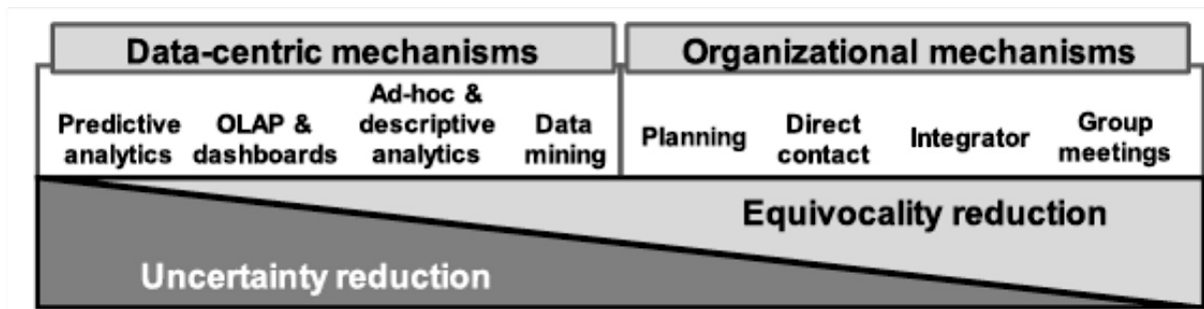 Data-centric mechanisms
Organizational mechanisms
Predictive
analytics
OLAP &
dashboards
Ad-hoc &
descriptive
analytics
Data
mining
Planning
Direct
contact
Integrator
Group
meetings
Equivocality reduction
Uncertainty reduction